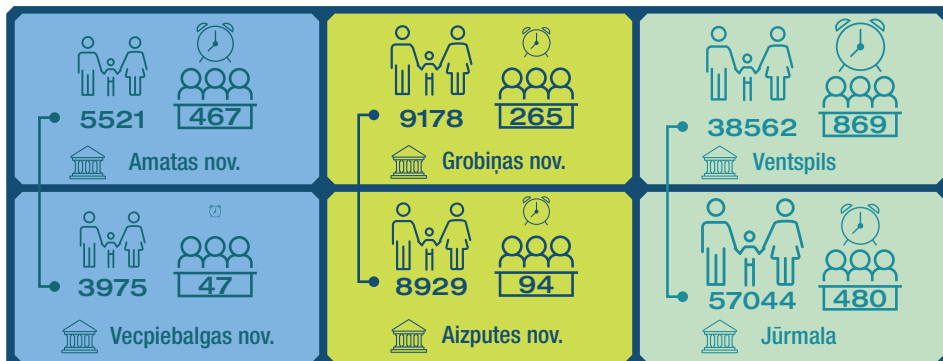 5521 467
Amatas nov.
9178 265
Grobiņas nov.
38562 869
Ventspils
3975 47
Vecpiebalgas nov.
8929 94
Aizputes nov.
57044 480
Jūrmala